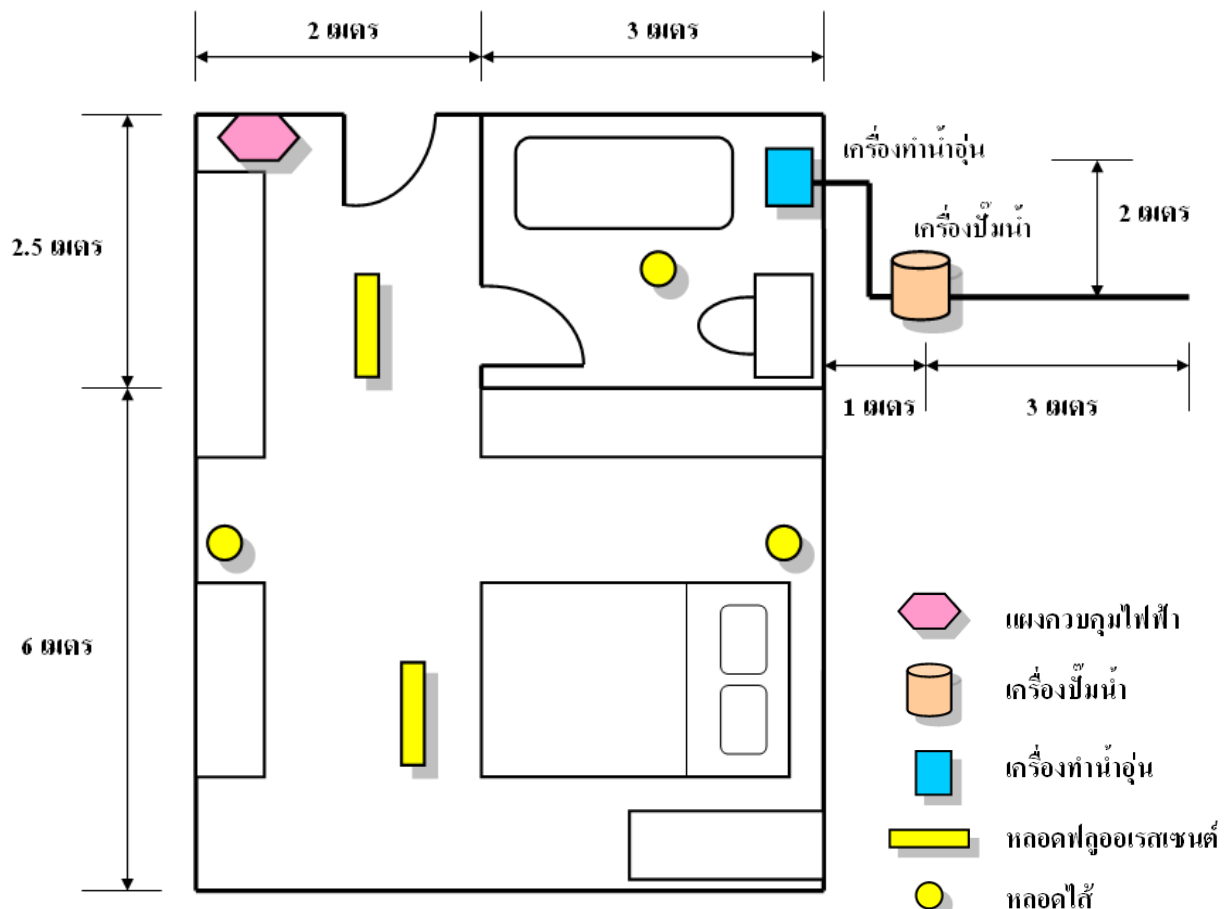 2 เมตร
3 เมตร
เครื่องทำน้ำอุ่น
2 เมตร
เครื่องปั๊มน้ำ
2.5 เมตร
1 เมตร
3 เมตร
6 เมตร
แผงควบคุมไฟฟ้า
เครื่องปั๊มน้ำ
เครื่องทำน้ำอุ่น
หลอดฟลูออเรสเซนต์
หลอดไส้